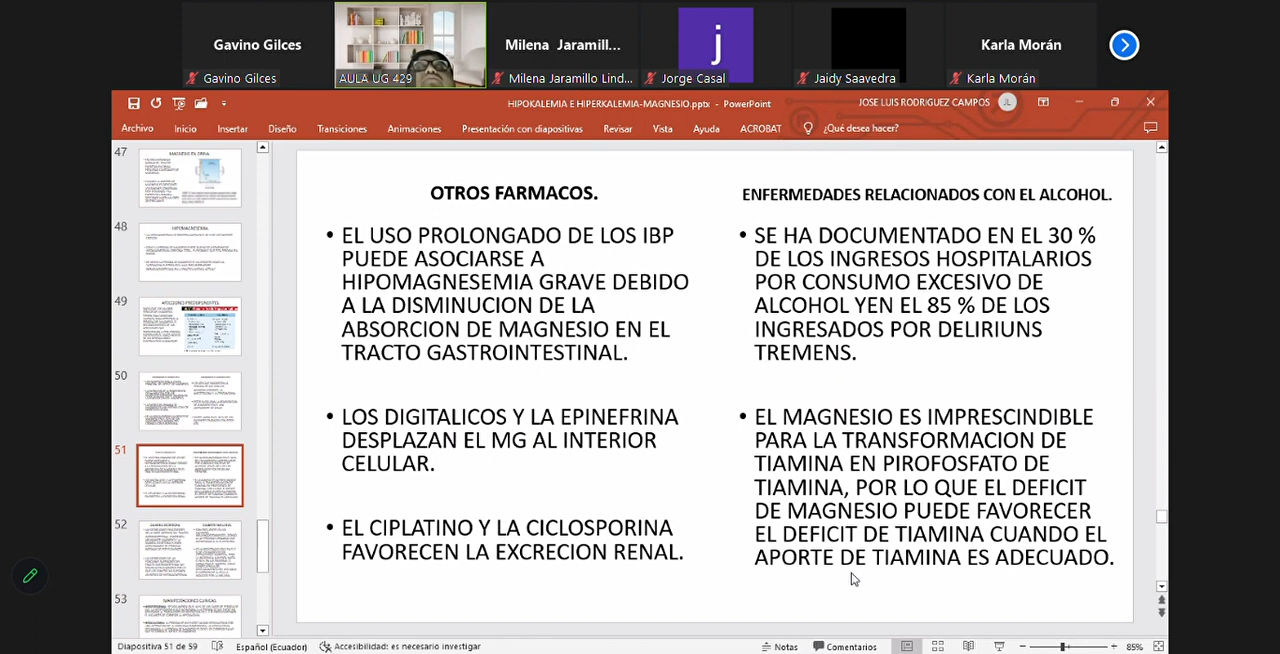 Gavino Gilces
Milena Jaramill...
j
Karla Morán
Gavino Gilces
AULA UG 429
Milena Jaramillo Lind...
Jorge Casal
Jaidy Saavedra
Karla Morán
HIPOKALEMIA E HIPERKALEMIA-MAGNESIO.pptx - PowerPoint
JOSE LUIS RODRIGUEZ CAMPOS
JL
Archivo Inicio Insertar Diseño Transiciones Animaciones Presentación con diapositivas Revisar Vista Ayuda ACROBAT ¿Qué desea hacer?
47
48
49
50
51
52
53
OTROS FARMACOS.
• EL USO PROLONGADO DE LOS IBP
PUEDE ASOCIARSE A
HIPOMAGNESEMIA GRAVE DEBIDO
A LA DISMINUCION DE LA
ABSORCION DE MAGNESIO EN EL
TRACTO GASTROINTESTINAL.
• LOS DIGITALICOS Y LA EPINEFRINA
DESPLAZAN EL MG AL INTERIOR
CELULAR.
• EL CIPLATINO Y LA CICLOSPORINA
FAVORECEN LA EXCRECION RENAL.
ENFERMEDADES RELACIONADOS CON EL ALCOHOL.
• SE HA DOCUMENTADO EN EL 30 %
DE LOS INGRESOS HOSPITALARIOS
POR CONSUMO EXCESIVO DE
ALCOHOL YEN EL 85 % DE LOS
INGRESADOS POR DELIRIUNS
TREMENS.
• EL MAGNESIO ES IMPRESCINDIBLE
PARA LA TRANSFORMACION DE
TIAMINA EN PIROFOSFATO DE
TIAMINA, POR LO QUE EL DEFICIT
DE MAGNESIO PUEDE FAVORECER
EL DEFICIT DE TIAMINA CUANDO EL
APORTE DE TIAMINA ES ADECUADO.
Diapositiva 51 de 59 Español (Ecuador) Accesibilidad: es necesario investigar Notas Comentarios 85%